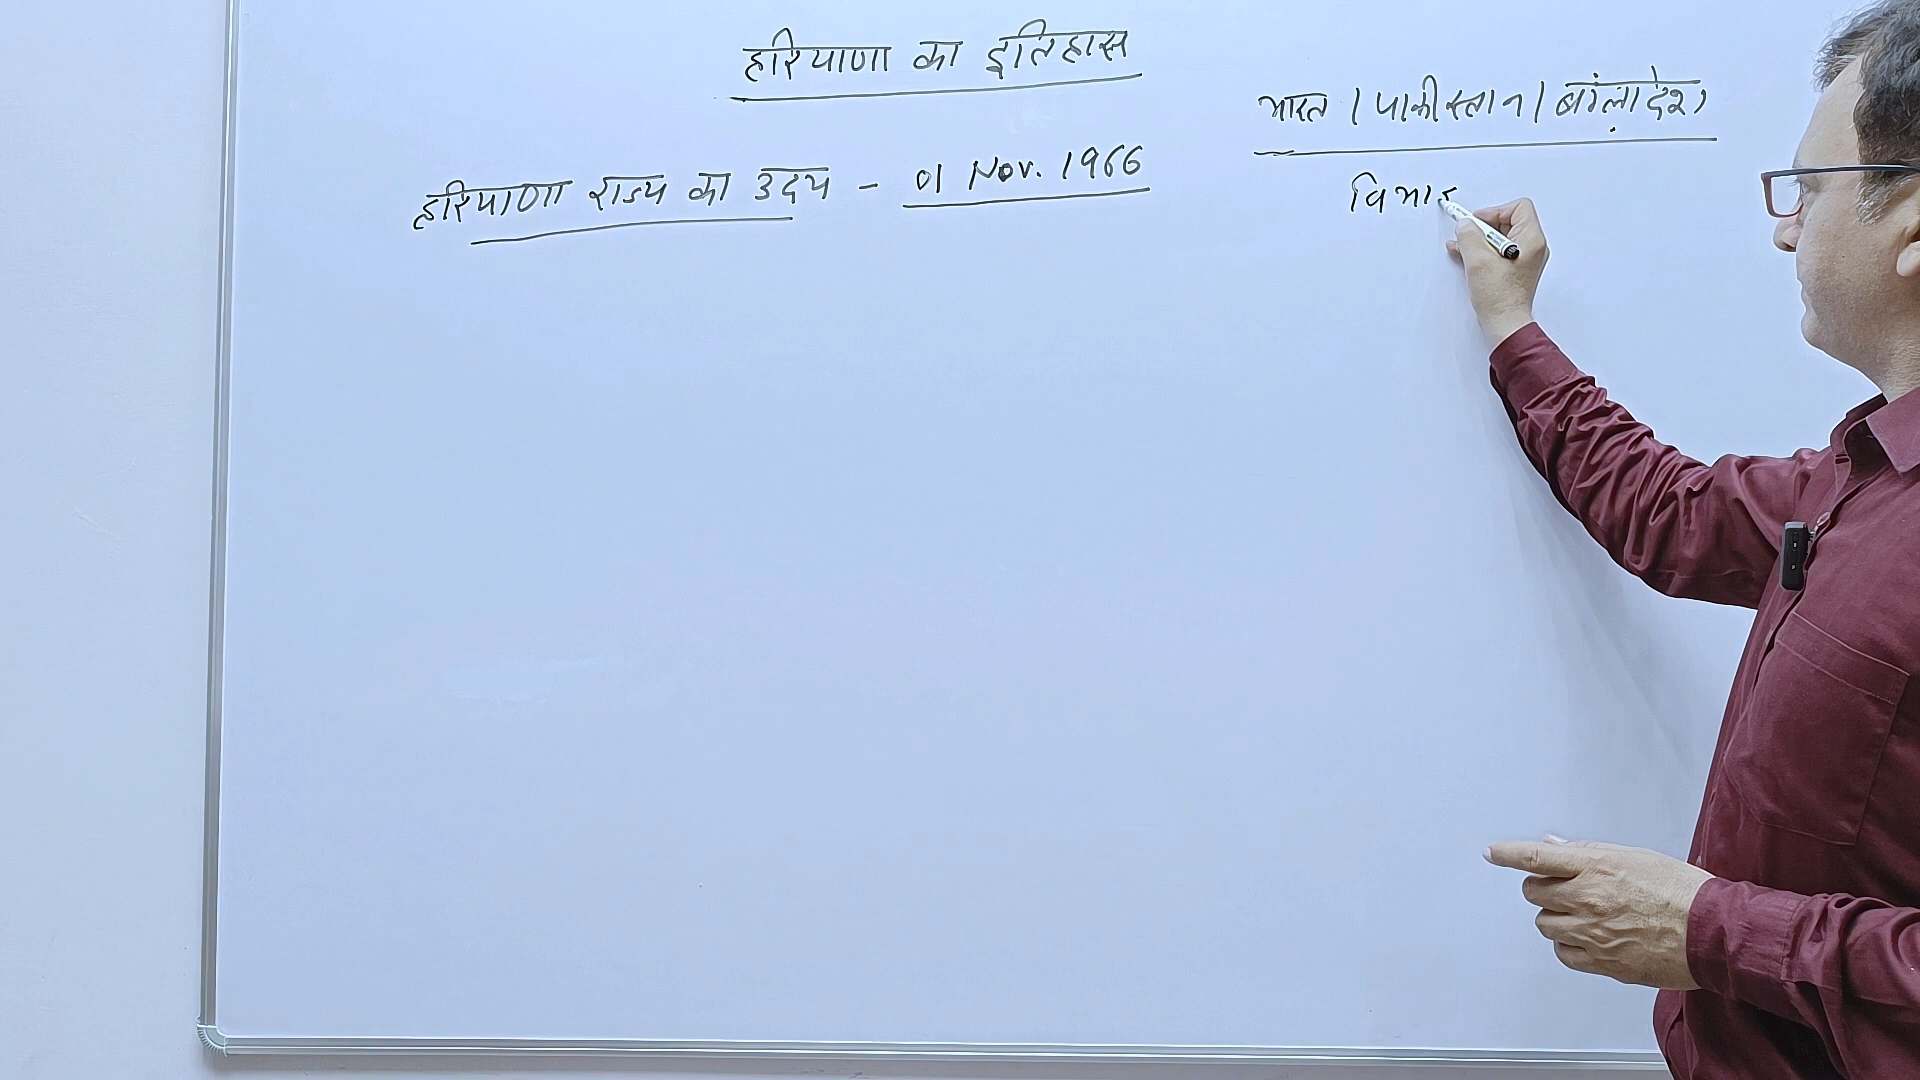 हरियाणा का इतिहास
भारत / पाकीस्तान / बांग्लादेश
हरियाणा राज्य का उदय - 01 Nov. 1966